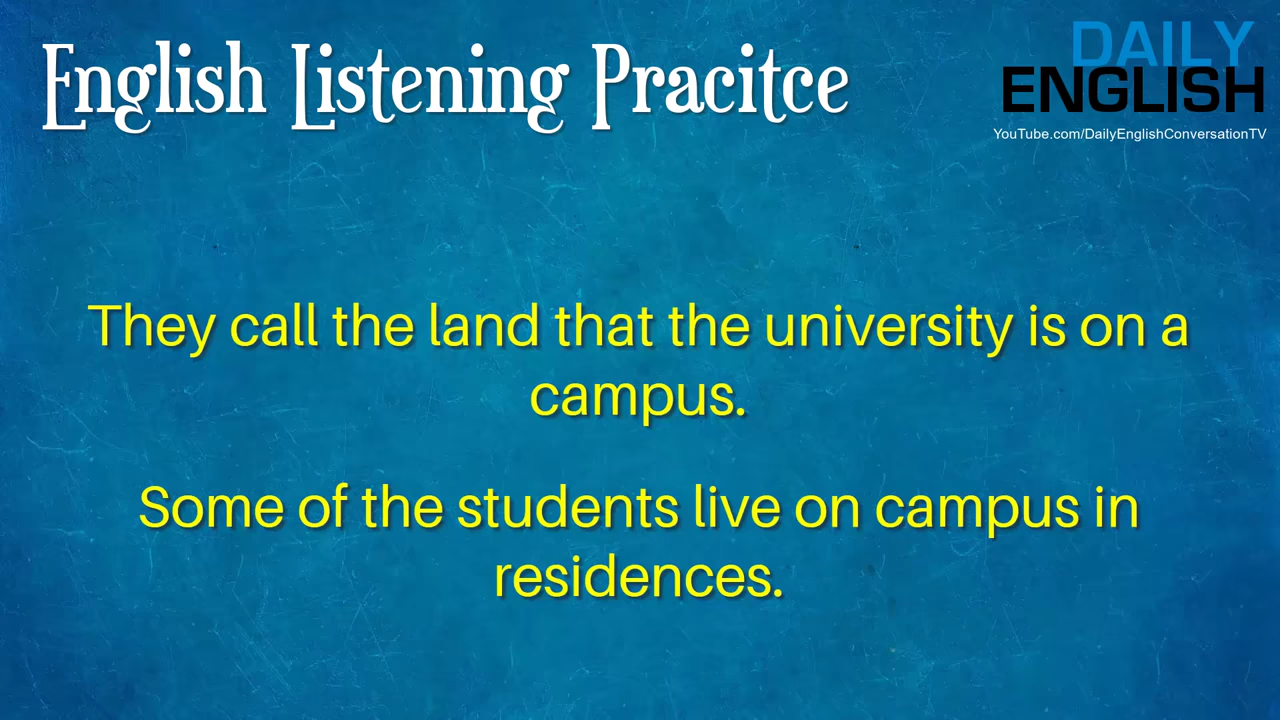 English Listening Pracitce
DAILY
ENGLISH
YouTube.com/DailyEnglishConversationTV
They call the land that the university is on a
campus.
Some of the students live on campus in
residences.